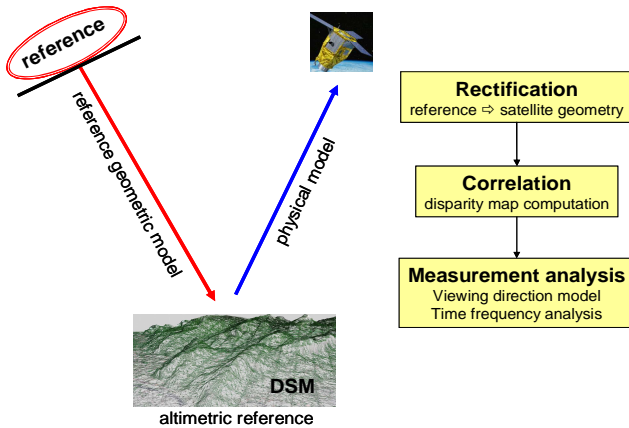 reference
reference geometric model
physical model
DSM
altimetric reference
Rectification
reference ⇨ satellite geometry
Correlation
disparity map computation
Measurement analysis
Viewing direction model
Time frequency analysis